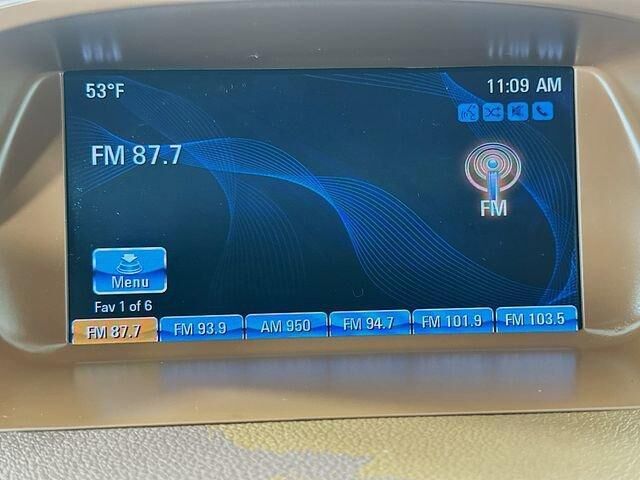 53°F 11:09 AM
FM 87.7
FM
Menu
Fav 1 of 6
FM 87.7 FM 93.9 AM 950 FM 94.7 FM 101.9 FM 103.5